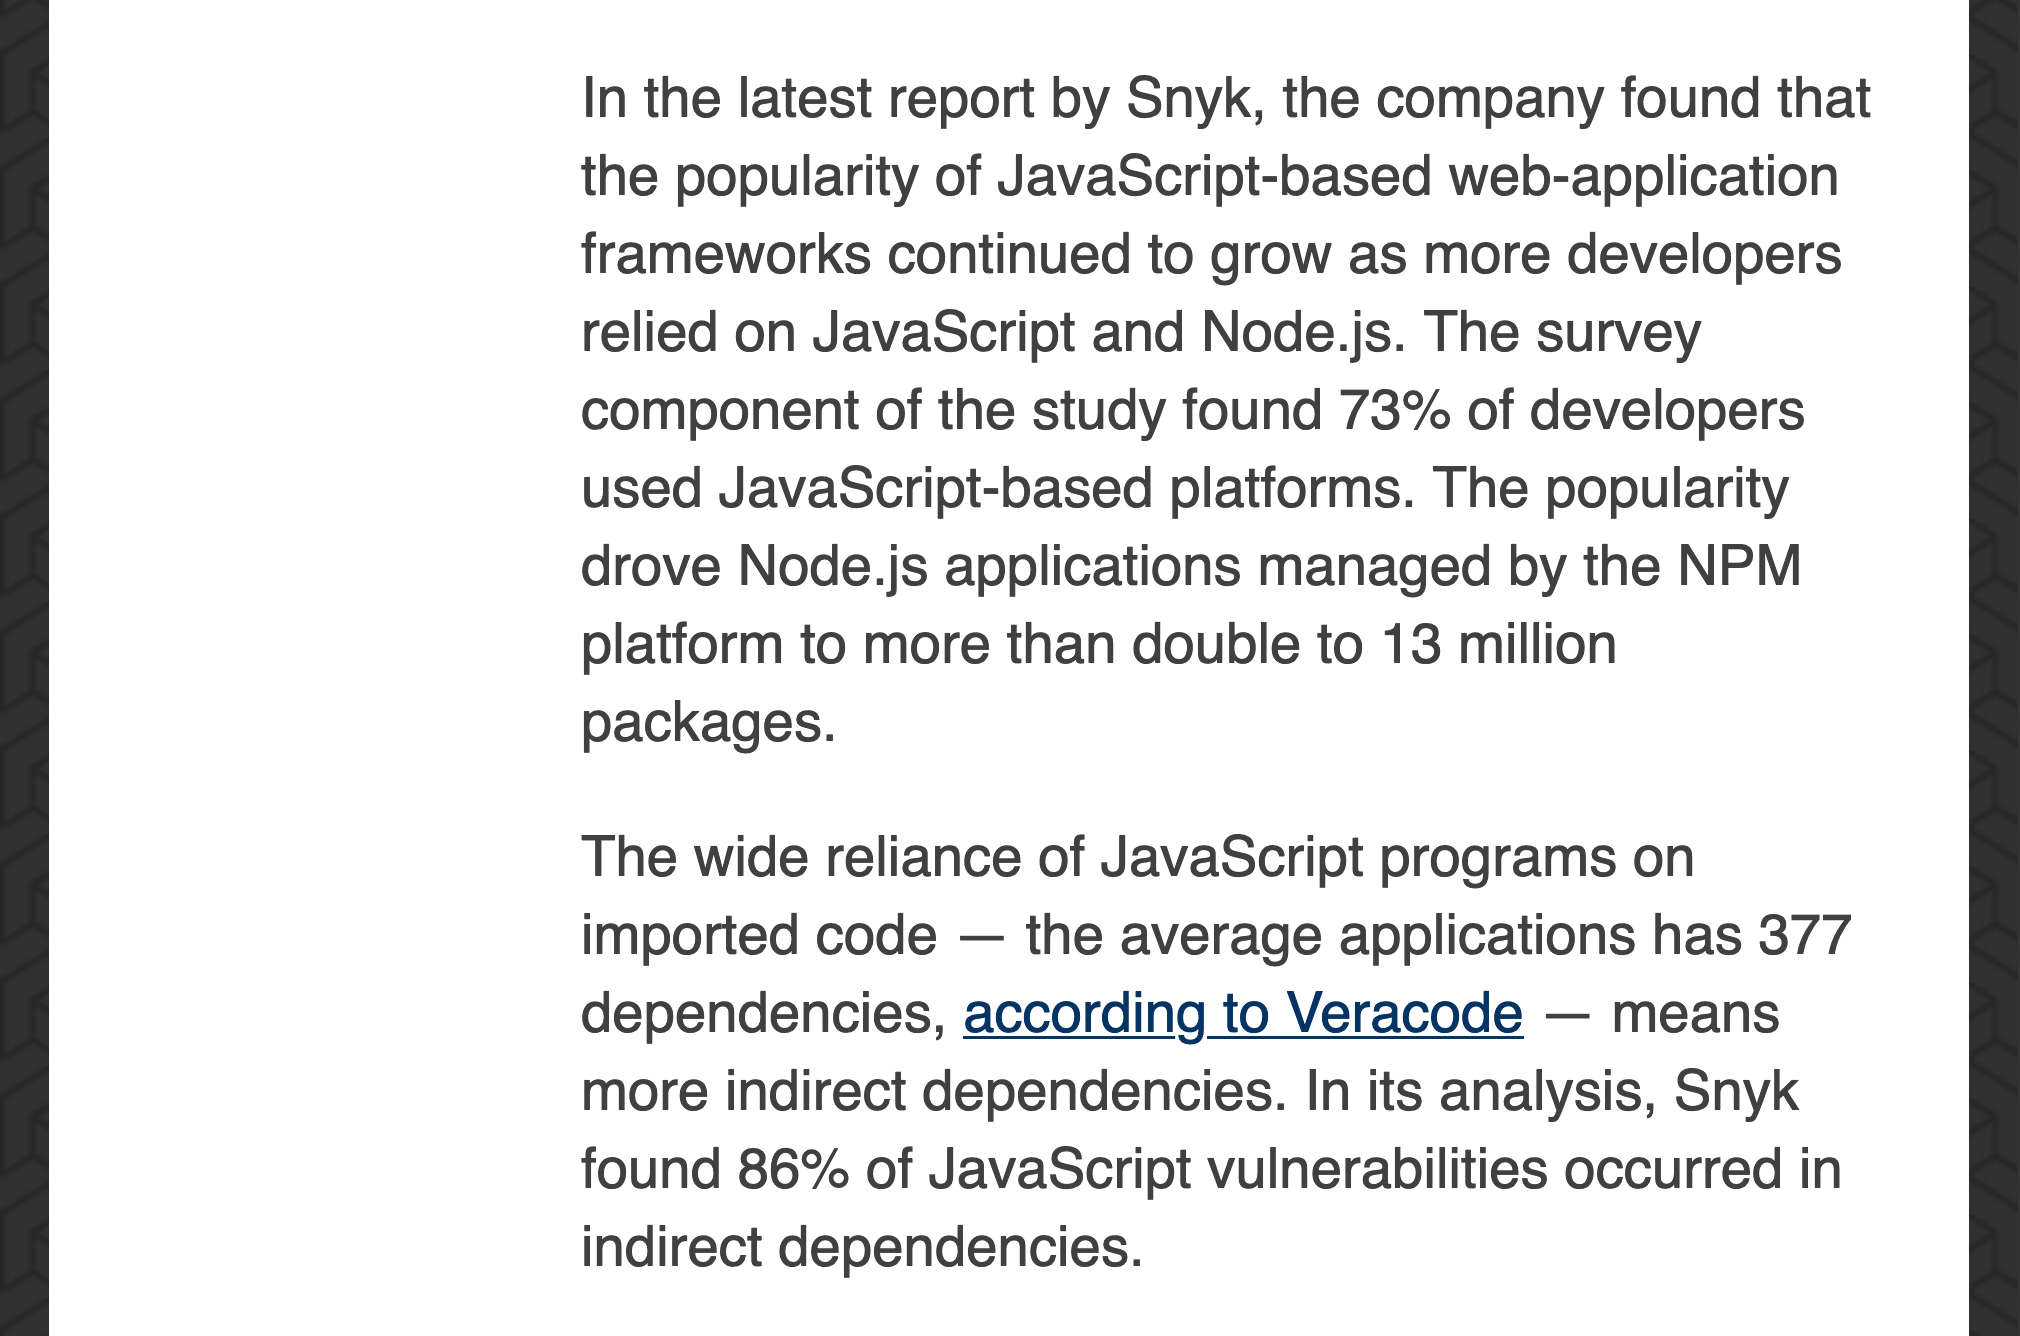 In the latest report by Snyk, the company found that
the popularity of JavaScript-based web-application
frameworks continued to grow as more developers
relied on JavaScript and Node.js. The survey
component of the study found 73% of developers
used JavaScript-based platforms. The popularity
drove Node.js applications managed by the NPM
platform to more than double to 13 million
packages.
The wide reliance of JavaScript programs on
imported code — the average applications has 377
dependencies, according to Veracode — means
more indirect dependencies. In its analysis, Snyk
found 86% of JavaScript vulnerabilities occurred in
indirect dependencies.